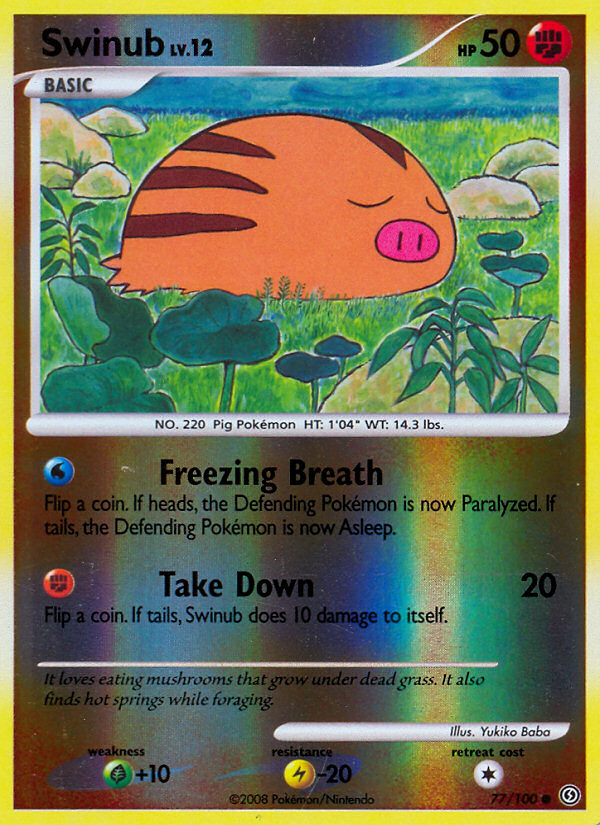 Swinub LV.12
HP 50
BASIC
NO. 220 Pig Pokémon HT: 1'04" WT: 14.3 lbs.
Freezing Breath
Flip a coin. If heads, the Defending Pokémon is now Paralyzed. If
tails, the Defending Pokémon is now Asleep.
Take Down 20
Flip a coin. If tails, Swinub does 10 damage to itself.
It loves eating mushrooms that grow under dead grass. It also
finds hot springs while foraging.
Illus. Yukiko Baba
weakness resistance retreat cost
+10 -20
©2008 Pokémon/Nintendo 77/100